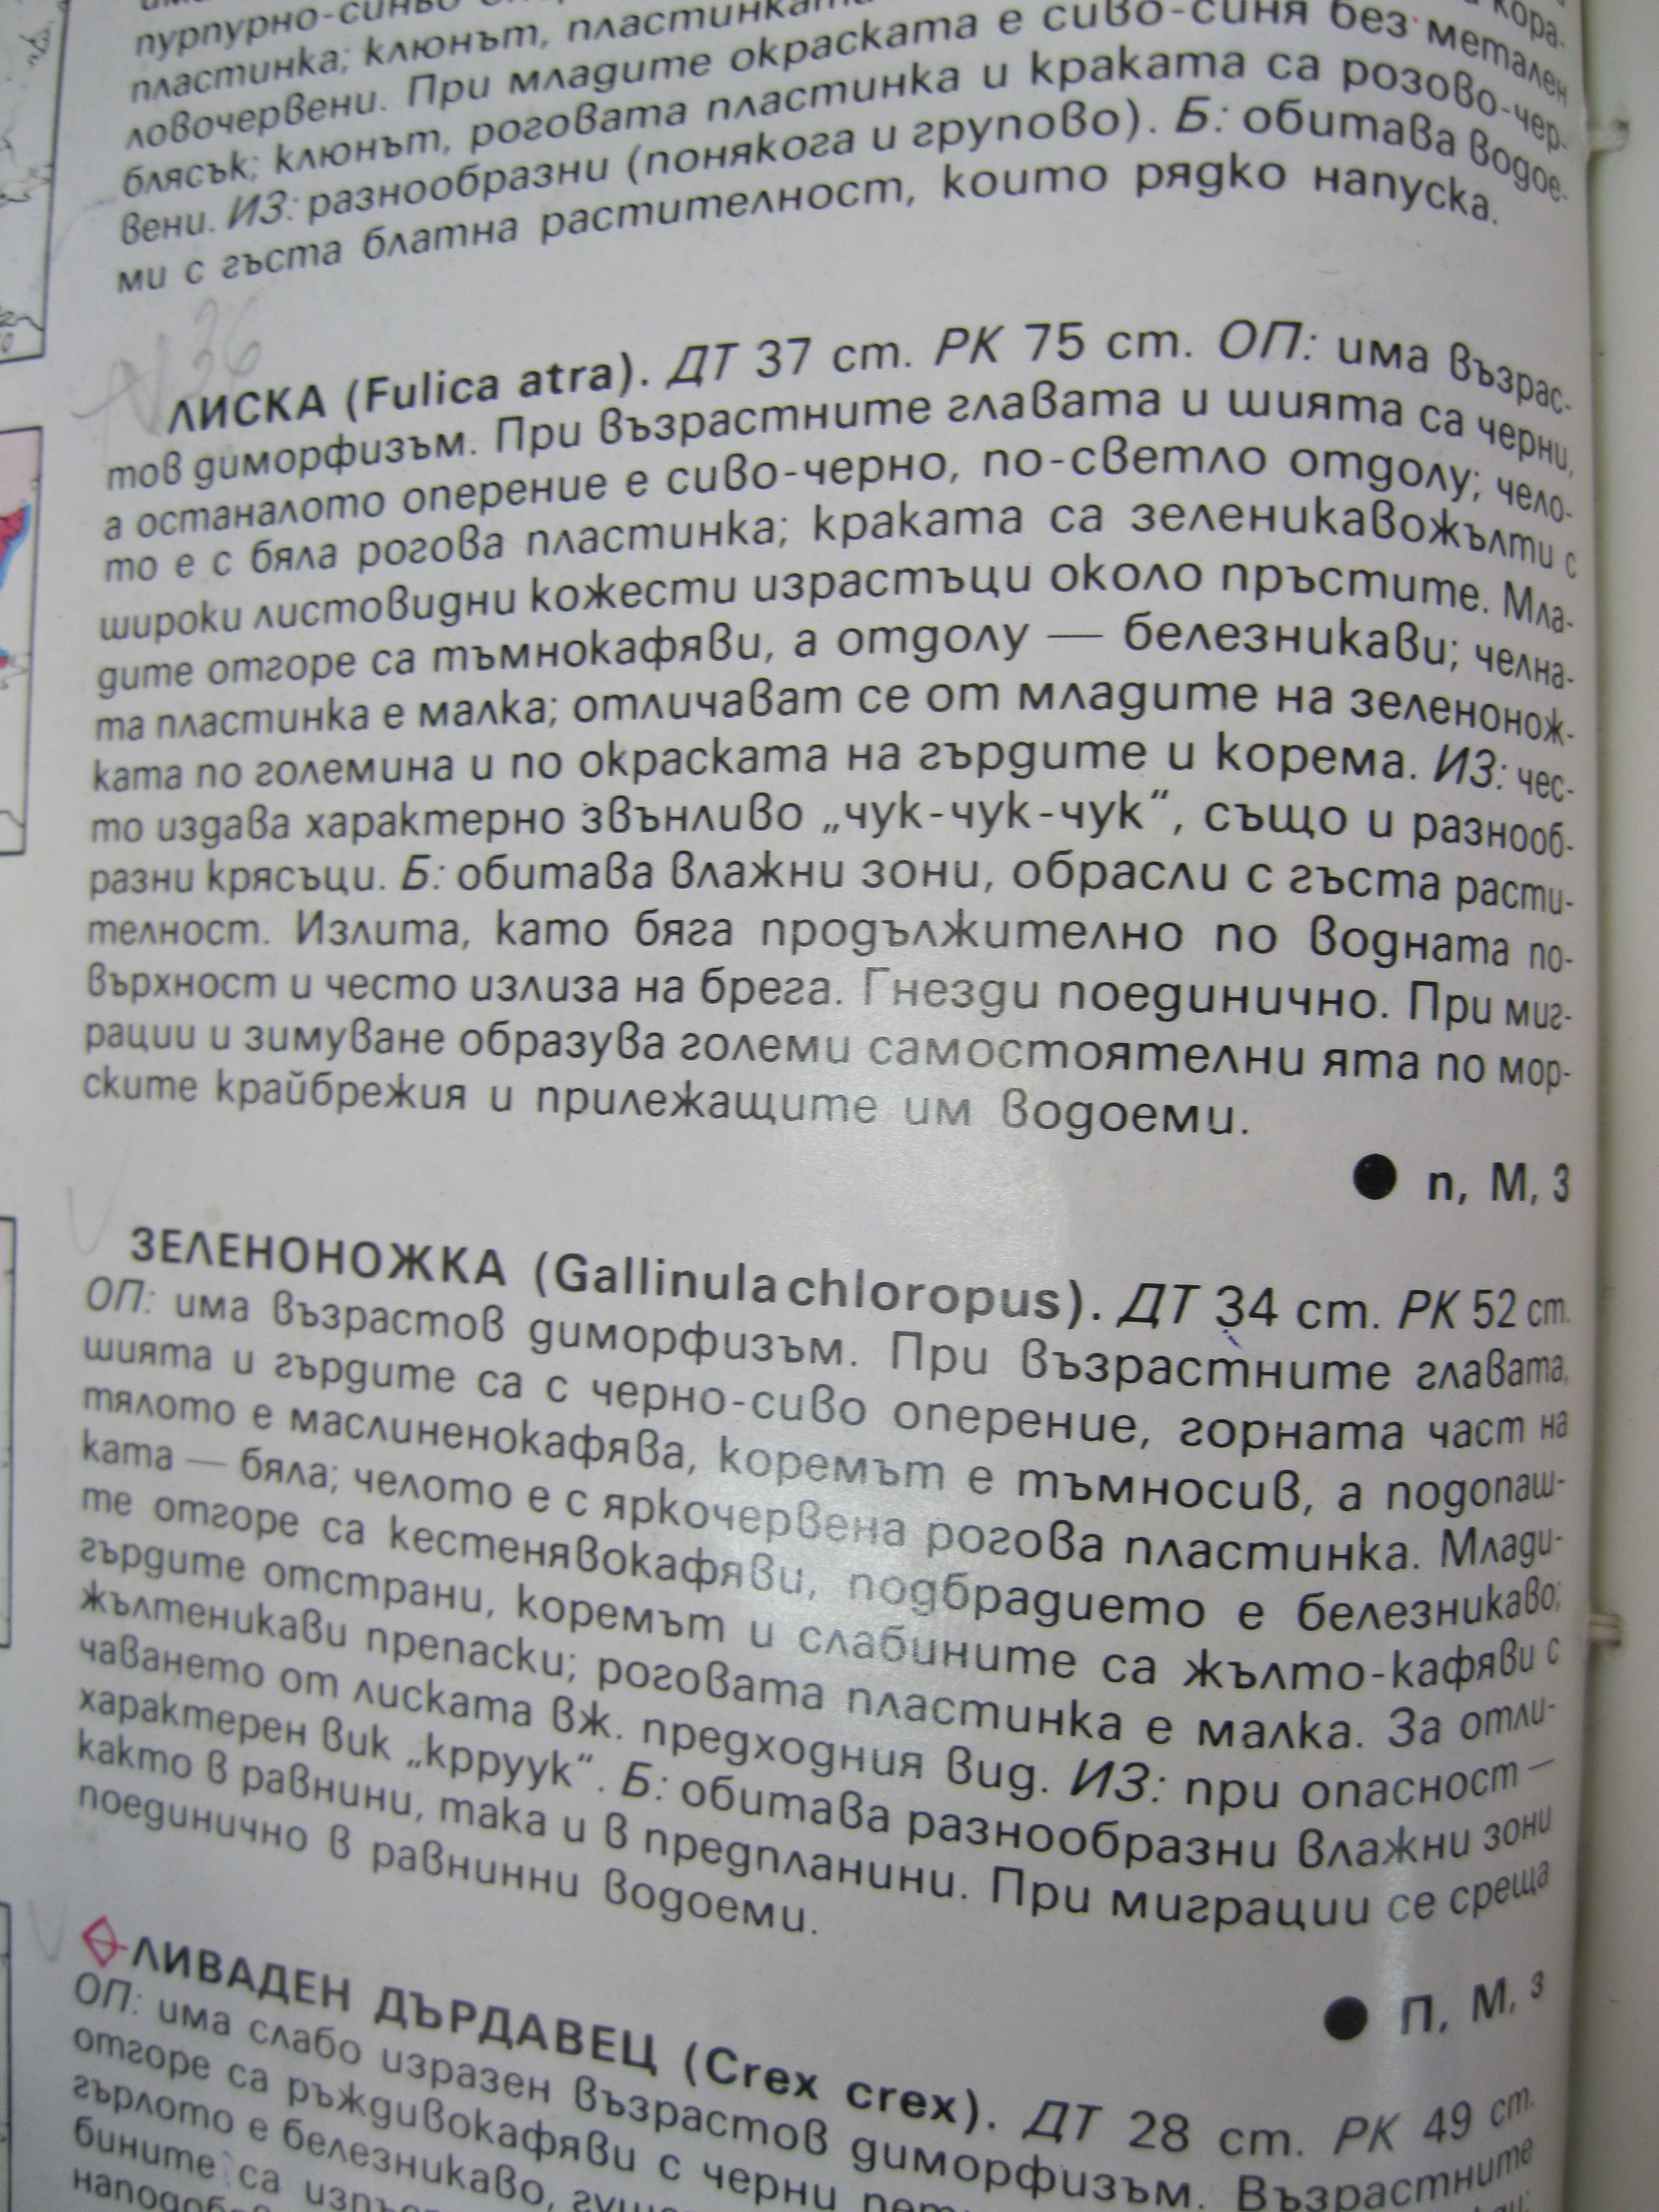 пурпурно-синьо
пластинка; клюнът, пластинката
ловочервени. При младите окраската е сиво-синя без метален
блясък; клюнът, роговата пластинка и краката са розово-чер-
вени. ИЗ: разнообразни (понякога и групово). Б: обитава водое-
ми с гъста блатна растителност, които рядко напуска.
N 36
ЛИСКА (Fulica atra). ДТ 37 cm. РК 75 cm. ОП: има възрас-
тов диморфизъм. При възрастните главата и шията са черни,
а останалото оперение е сиво-черно, по-светло отдолу; чело-
то е с бяла рогова пластинка; краката са зеленикавожълти с
широки листовидни кожести израстъци около пръстите. Мла-
дите отгоре са тъмнокафяви, а отдолу — белезникави; челна-
та пластинка е малка; отличават се от младите на зеленонож-
ката по големина и по окраската на гърдите и корема. ИЗ: чес-
то издава характерно звънливо „чук-чук-чук“, също и разнооб-
разни крясъци. Б: обитава влажни зони, обрасли с гъста расти-
телност. Излита, като бяга продължително по водната по-
върхност и често излиза на брега. Гнезди поединично. При миг-
рации и зимуване образува големи самостоятелни ята по мор-
ските крайбрежия и прилежащите им водоеми.
● п, М, З
ЗЕЛЕНОНОЖКА (Gallinula chloropus). ДТ 34 cm. РК 52 cm.
ОП: има възрастов диморфизъм. При възрастните главата,
шията и гърдите са с черно-сиво оперение, горната част на
тялото е маслиненокафява, коремът е тъмносив, а подопаш-
ката — бяла; челото е с яркочервена рогова пластинка. Млади-
те отгоре са кестенявокафяви, подбрадието е белезникаво;
гърдите отстрани, коремът и слабините са жълто-кафяви с
жълтеникави препаски; роговата пластинка е малка. За отли-
чаването от лиската вж. предходния вид. ИЗ: при опасност —
характерен вик „крруук“. Б: обитава разнообразни влажни зони
както в равнини, така и в предпланини. При миграции се среща
поединично в равнинни водоеми.
● П, М, з
ЛИВАДЕН ДЪРДАВЕЦ (Crex crex). ДТ 28 cm. РК 49 cm.
ОП: има слабо изразен възрастов диморфизъм. Възрастните
отгоре са ръждивокафяви с черни
гърлото е белезникаво,
бините са